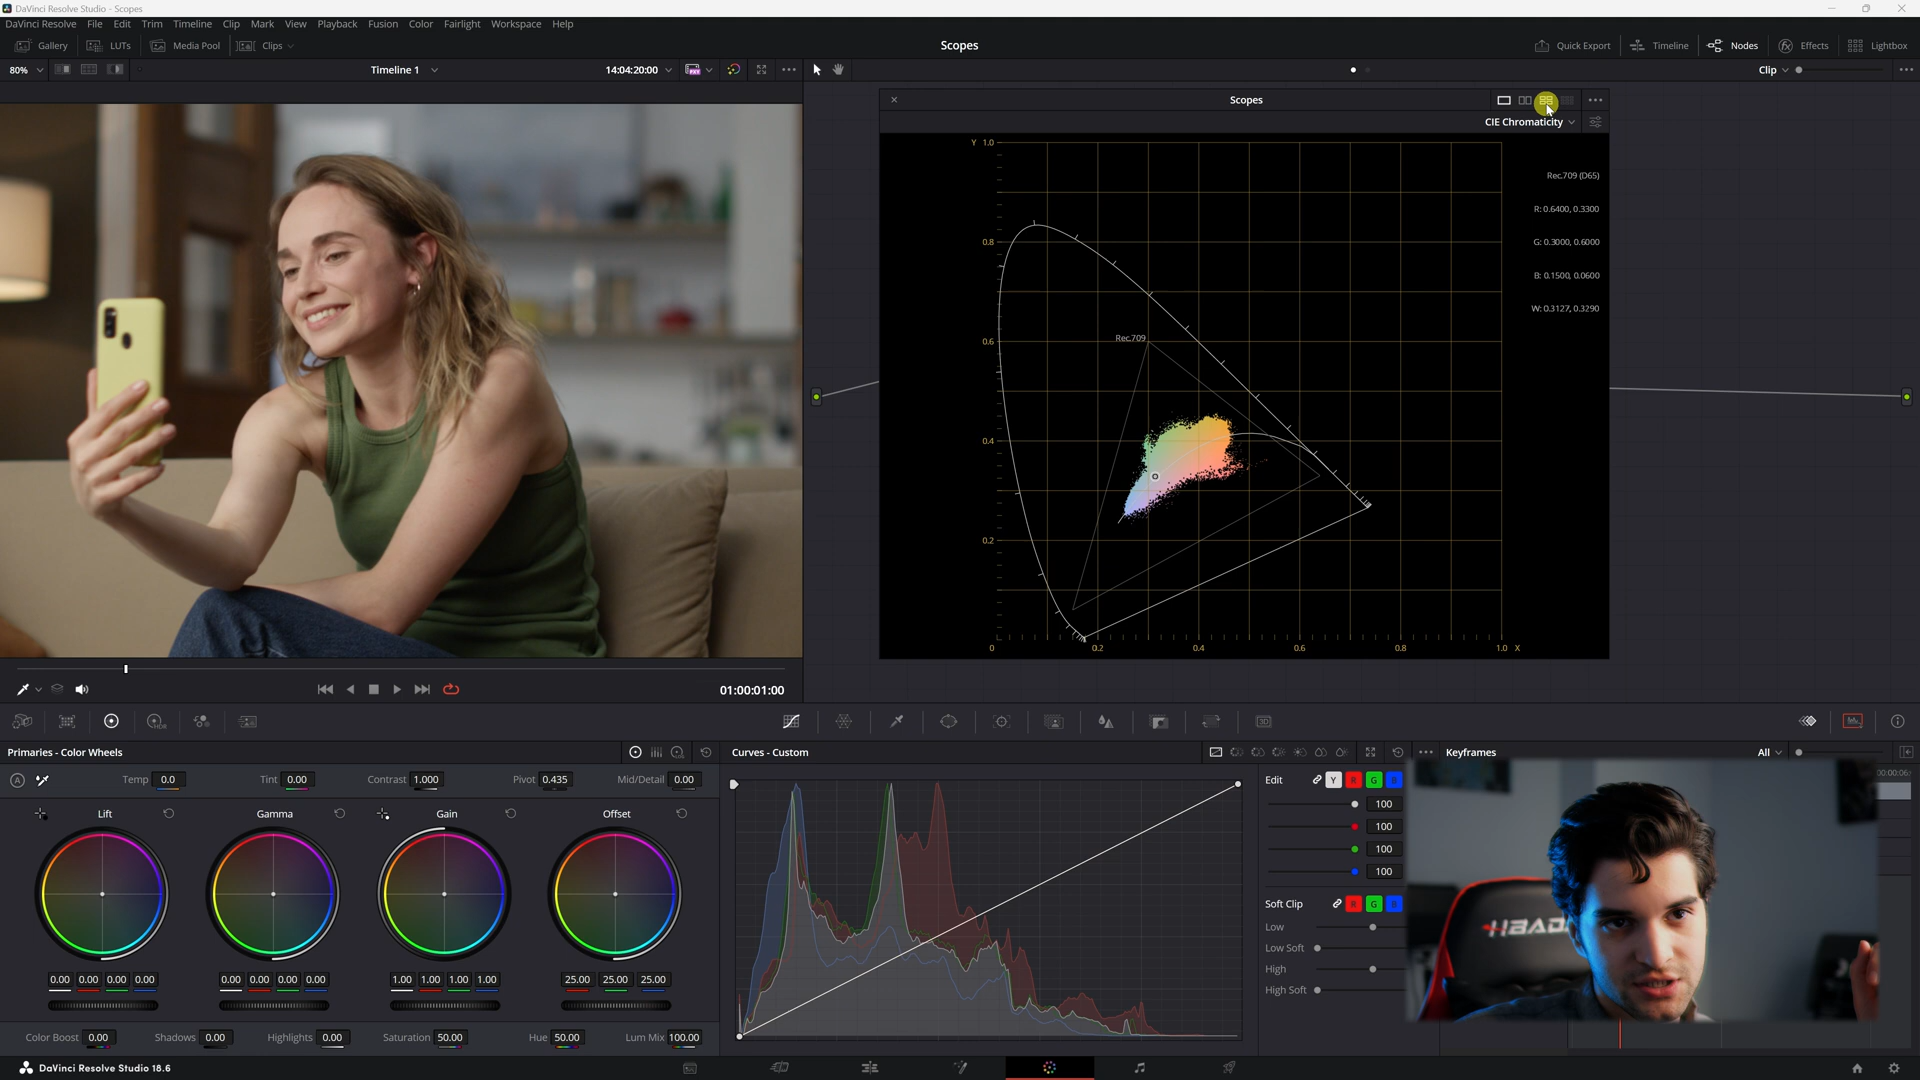 DaVinci Resolve Studio - Scopes
DaVinci Resolve File Edit Trim Timeline Clip Mark View Playback Fusion Color Fairlight Workspace Help
Gallery LUTs Media Pool Clips Scopes Quick Export Timeline Nodes Effects Lightbox
80% Timeline 1 14:04:20:00 Clip
Scopes
CIE Chromaticity
Y 1.0
Rec.709 (D65)
R: 0.6400, 0.3300
0.8 G: 0.3000, 0.6000
B: 0.1500, 0.0600
W: 0.3127, 0.3290
Rec.709
0.6
0.4
0.2
0 0.2 0.4 0.6 0.8 1.0 X
01:00:01:00
HDR
3D
Primaries - Color Wheels Curves - Custom Keyframes All
Temp 0.0 Tint 0.00 Contrast 1.000 Pivot 0.435 Mid/Detail 0.00
A
Edit Y R G B
Lift Gamma Gain Offset
100
100
100
100
Soft Clip R G B
Low
Low Soft
High
High Soft
0.00 0.00 0.00 0.00 0.00 0.00 0.00 0.00 1.00 1.00 1.00 1.00 25.00 25.00 25.00
Color Boost 0.00 Shadows 0.00 Highlights 0.00 Saturation 50.00 Hue 50.00 Lum Mix 100.00
DaVinci Resolve Studio 18.6